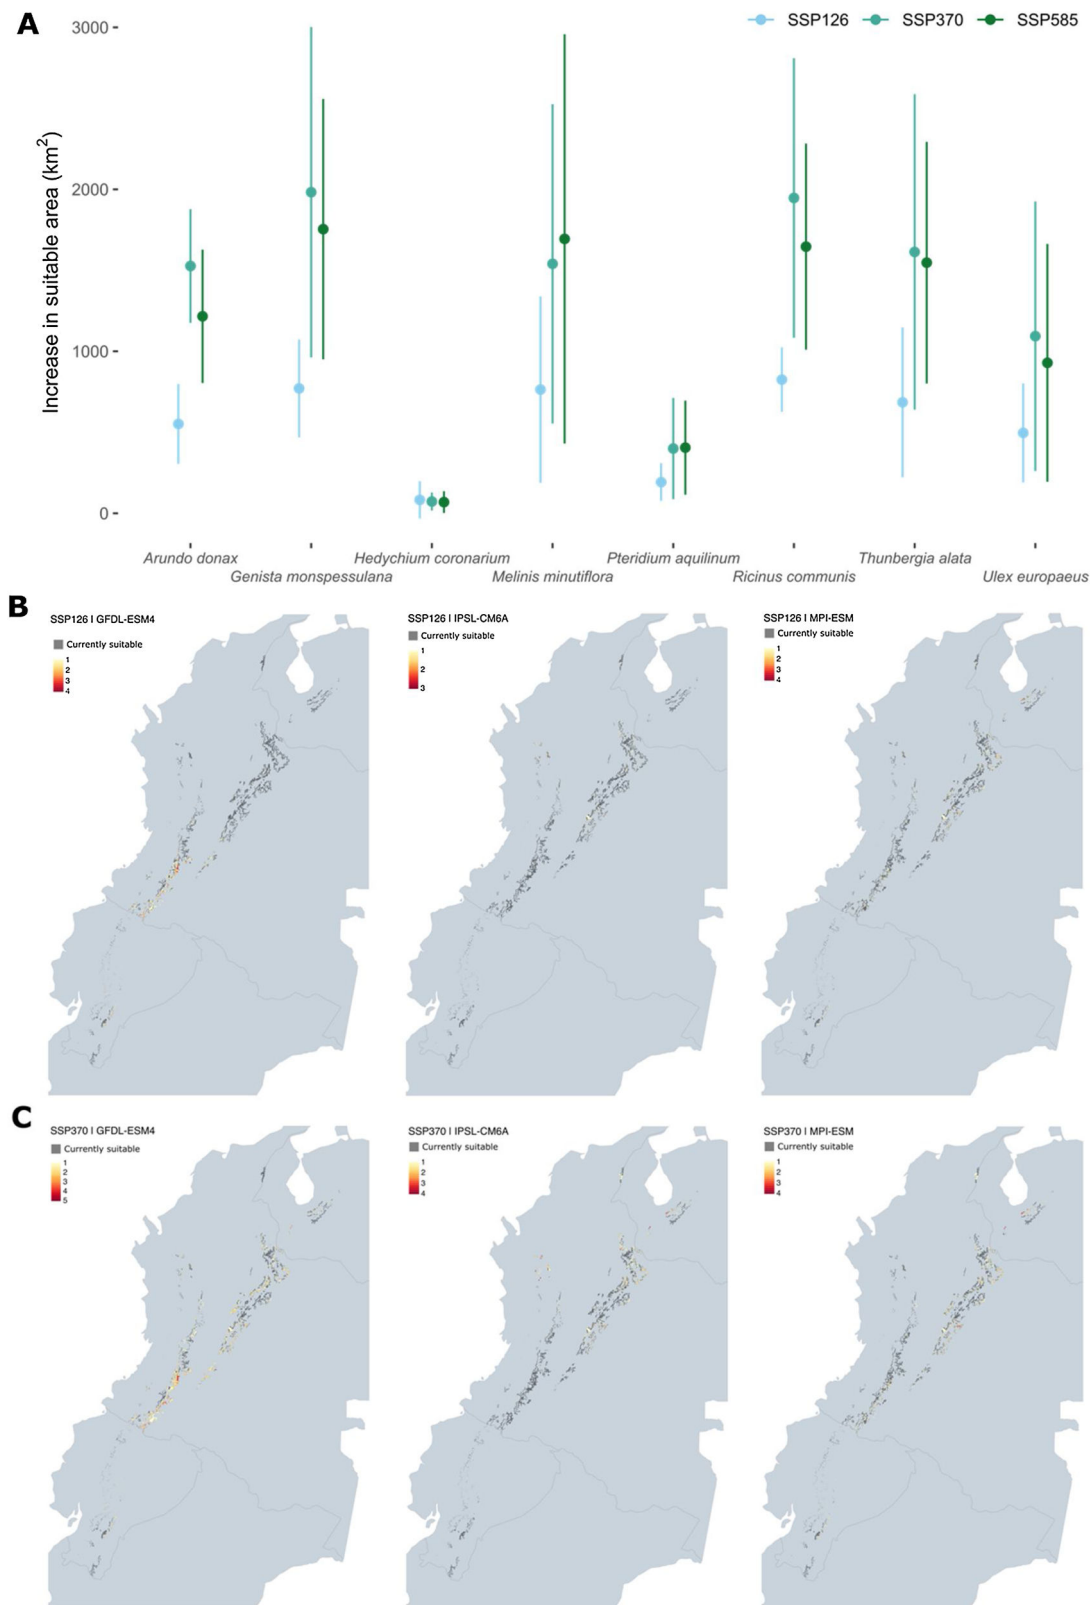 A
SSP126 SSP370 SSP585
Increase in suitable area (km²)
3000
2000
1000
0
Arundo donax Hedychium coronarium Pteridium aquilinum Thunbergia alata
Genista monspessulana Melinis minutiflora Ricinus communis Ulex europaeus
B
SSP126 I GFDL-ESM4
Currently suitable
1
2
3
4
SSP126 I IPSL-CM6A
Currently suitable
1
2
3
SSP126 I MPI-ESM
Currently suitable
1
2
3
4
C
SSP370 I GFDL-ESM4
Currently suitable
1
2
3
4
5
SSP370 I IPSL-CM6A
Currently suitable
1
2
3
4
SSP370 I MPI-ESM
Currently suitable
1
2
3
4